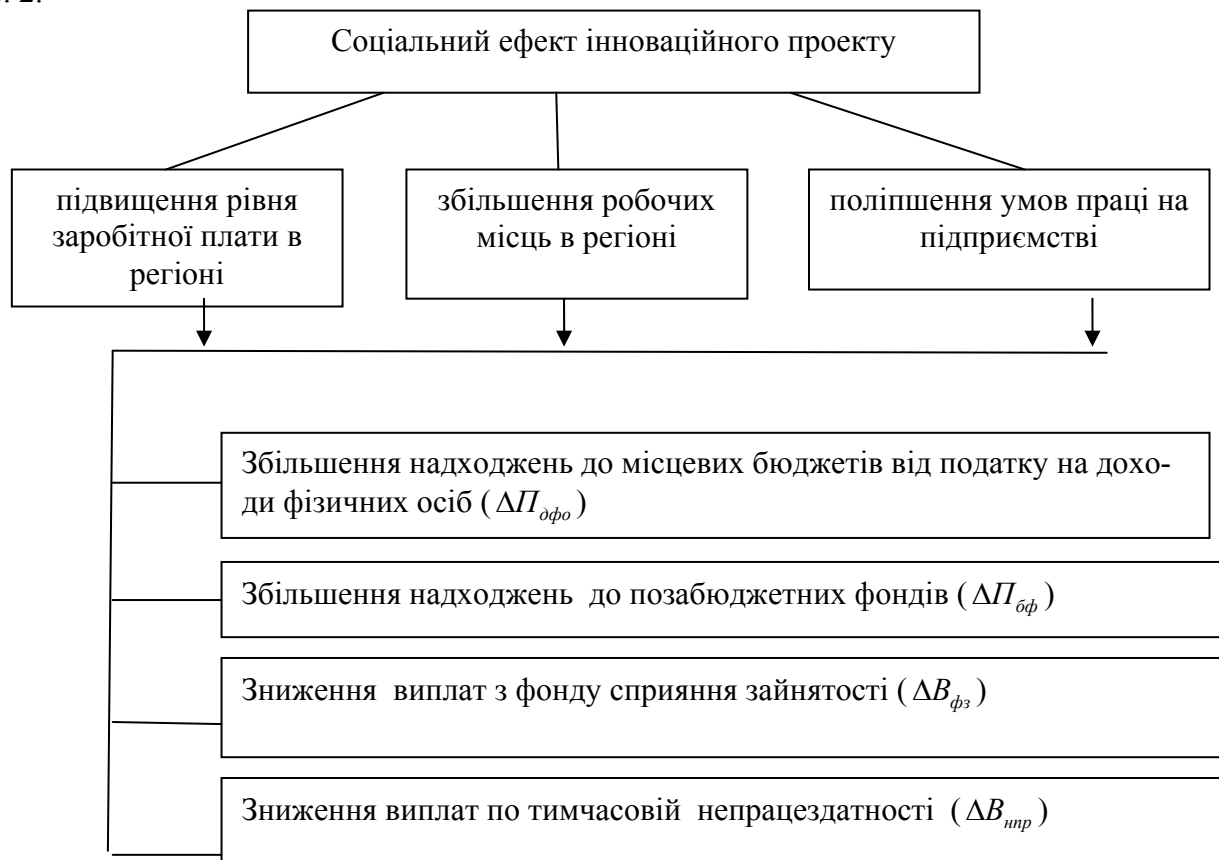 2.
Соціальний ефект інноваційного проекту
підвищення рівня
заробітної плати в
регіоні
збільшення робочих
місць в регіоні
поліпшення умов праці на
підприємстві
Збільшення надходжень до місцевих бюджетів від податку на дохо-
ди фізичних осіб (ΔП_дфо)
Збільшення надходжень до позабюджетних фондів (ΔП_бф)
Зниження виплат з фонду сприяння зайнятості (ΔВ_фз)
Зниження виплат по тимчасовій непрацездатності (ΔВ_нпр)